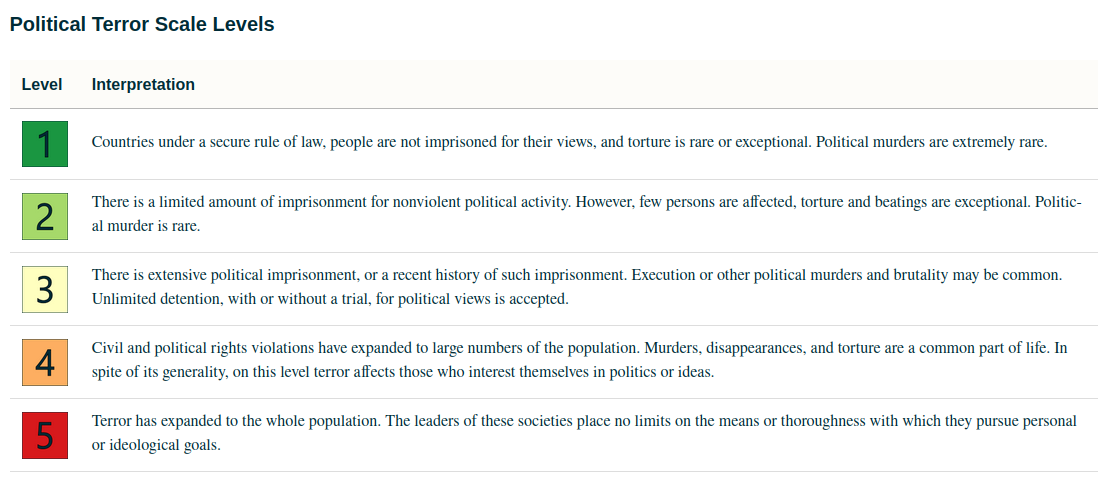 Political Terror Scale Levels
Level Interpretation
1 Countries under a secure rule of law, people are not imprisoned for their views, and torture is rare or exceptional. Political murders are extremely rare.
2 There is a limited amount of imprisonment for nonviolent political activity. However, few persons are affected, torture and beatings are exceptional. Politic-
al murder is rare.
3 There is extensive political imprisonment, or a recent history of such imprisonment. Execution or other political murders and brutality may be common.
Unlimited detention, with or without a trial, for political views is accepted.
4 Civil and political rights violations have expanded to large numbers of the population. Murders, disappearances, and torture are a common part of life. In
spite of its generality, on this level terror affects those who interest themselves in politics or ideas.
5 Terror has expanded to the whole population. The leaders of these societies place no limits on the means or thoroughness with which they pursue personal
or ideological goals.